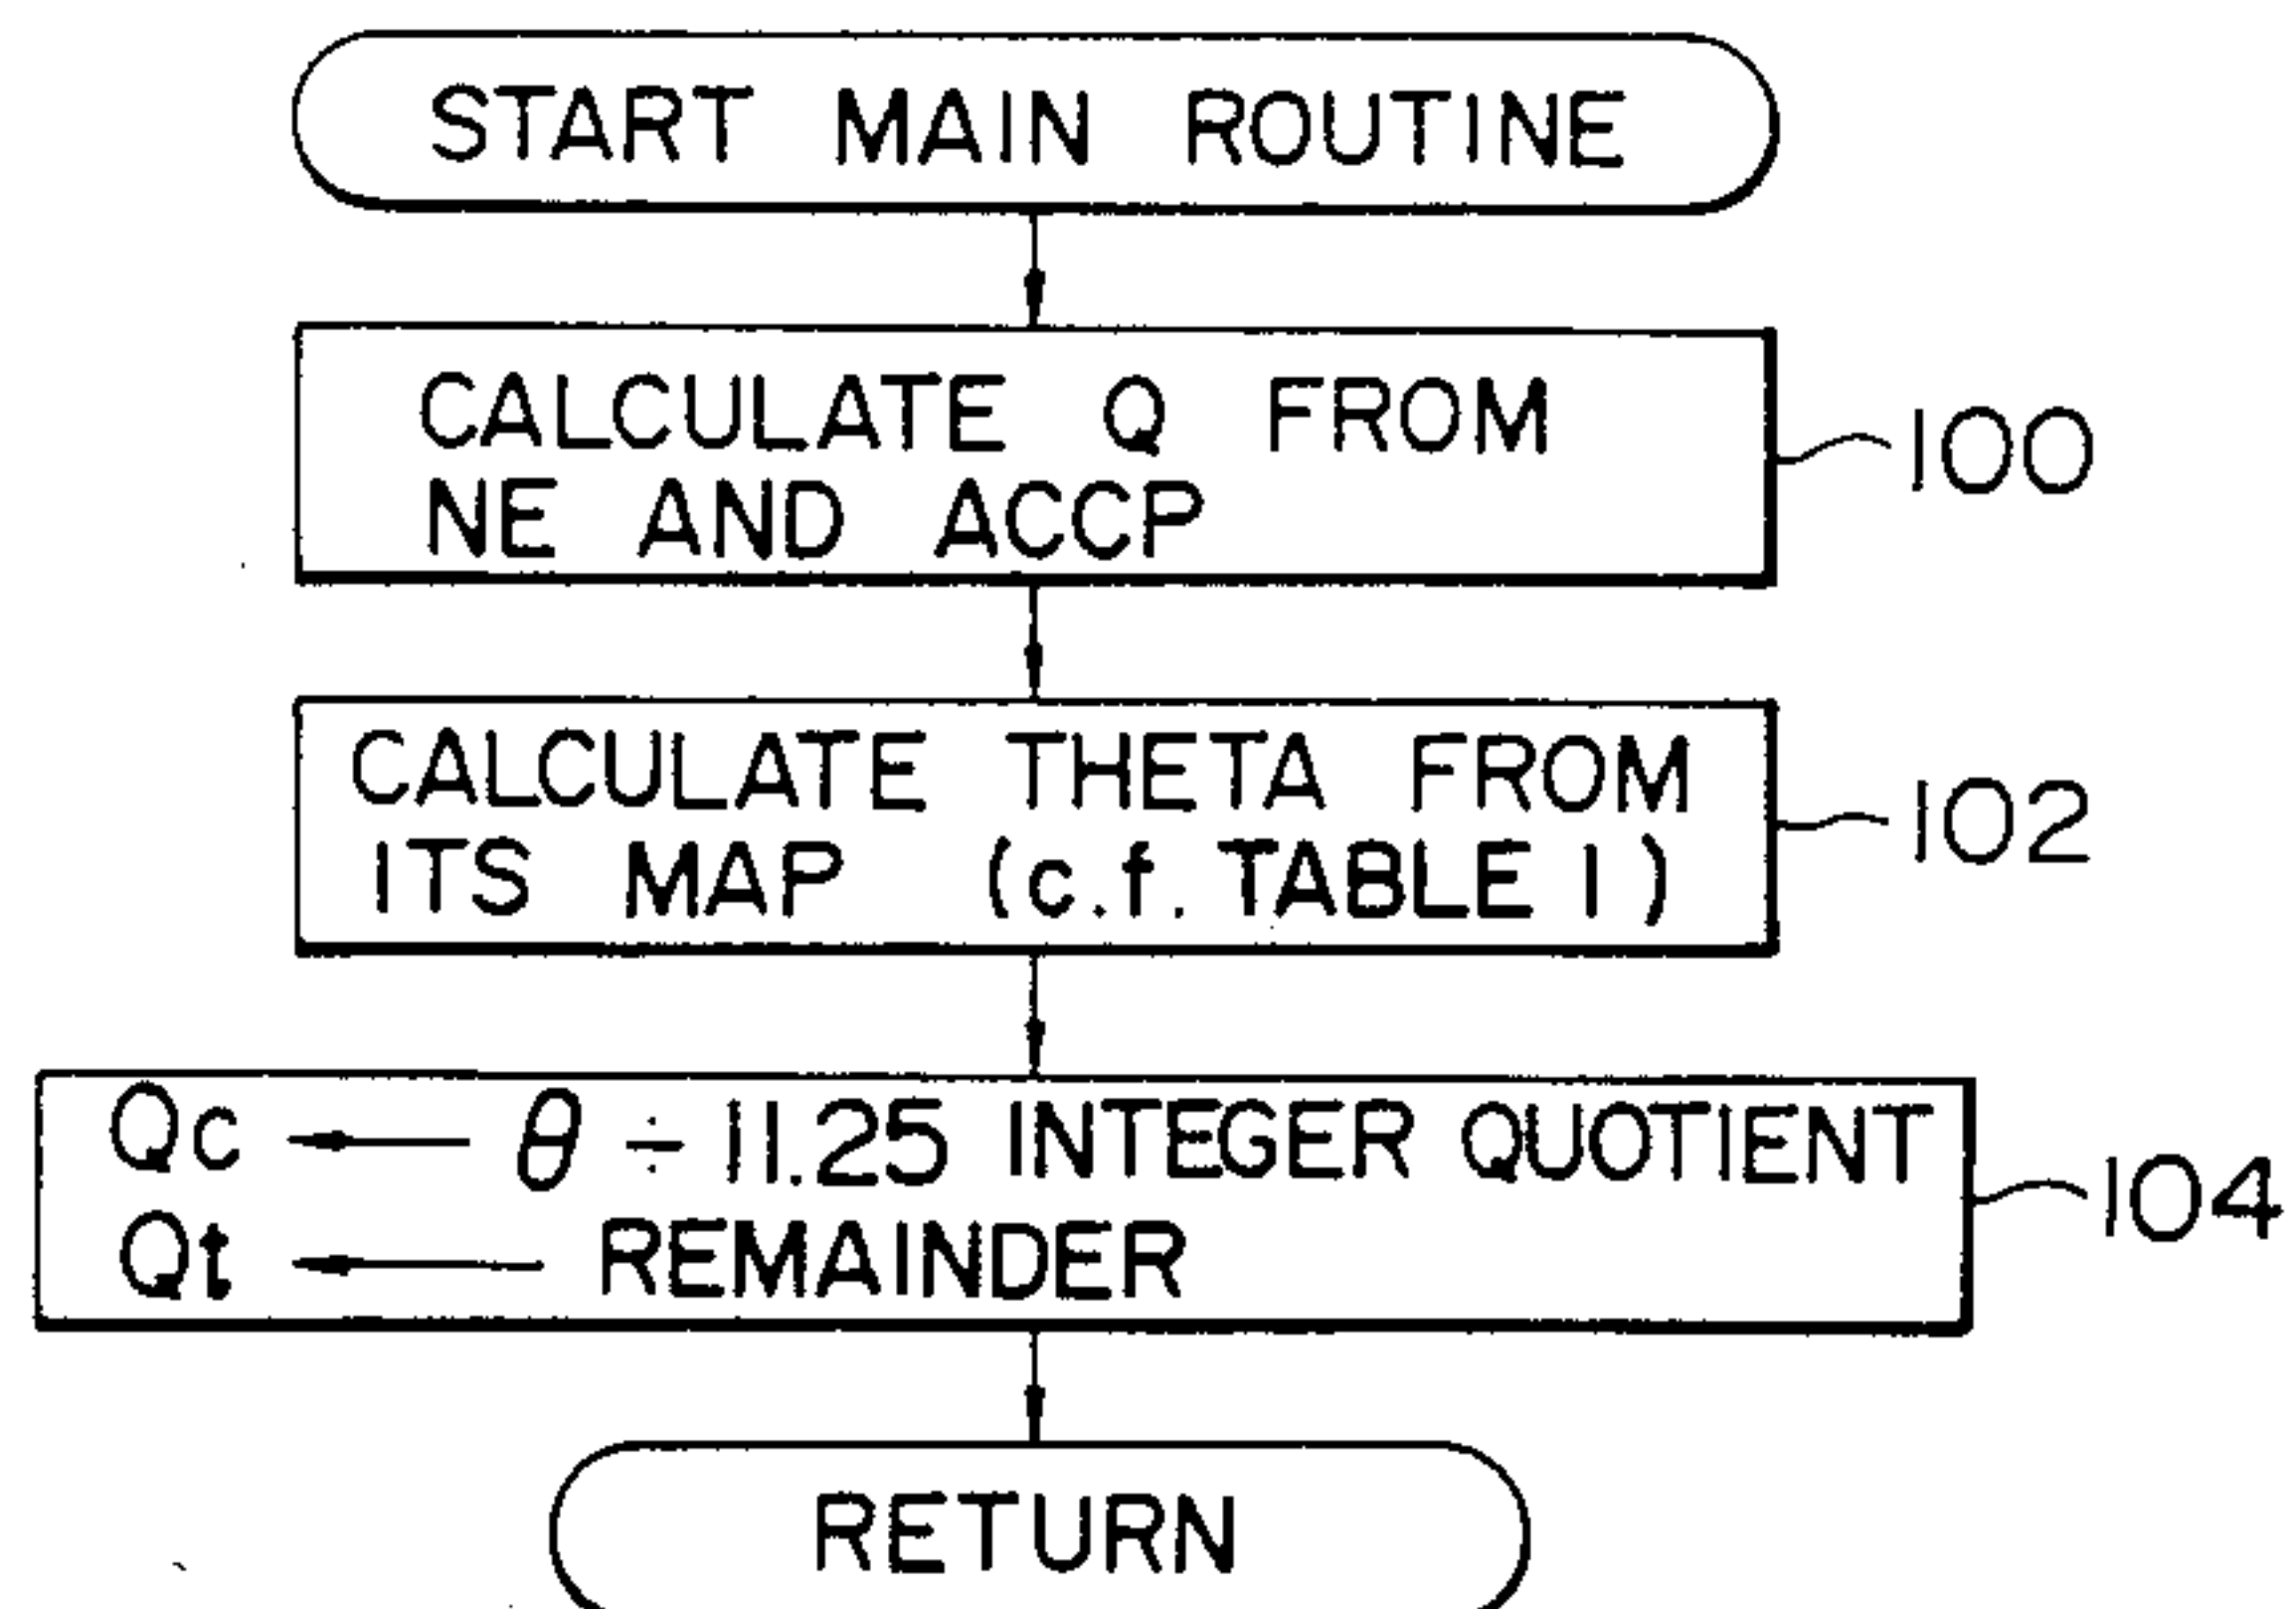 START MAIN ROUTINE
CALCULATE Q FROM
NE AND ACCP
100
CALCULATE THETA FROM
ITS MAP (c.f. TABLE 1)
102
Qc ← θ ÷ 11.25 INTEGER QUOTIENT
Qt ← REMAINDER
104
RETURN